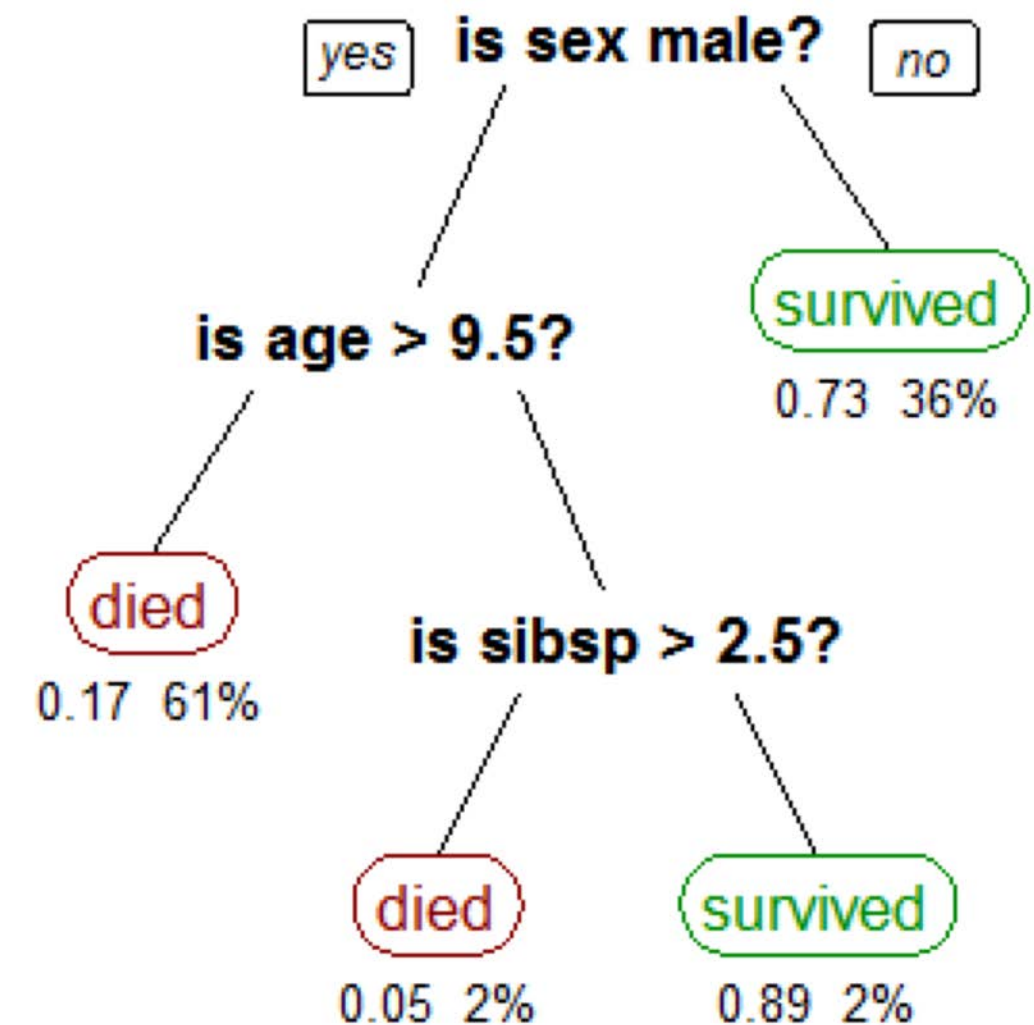 yes is sex male? no
survived
0.73 36%
is age > 9.5?
died
0.17 61%
is sibsp > 2.5?
died survived
0.05 2% 0.89 2%